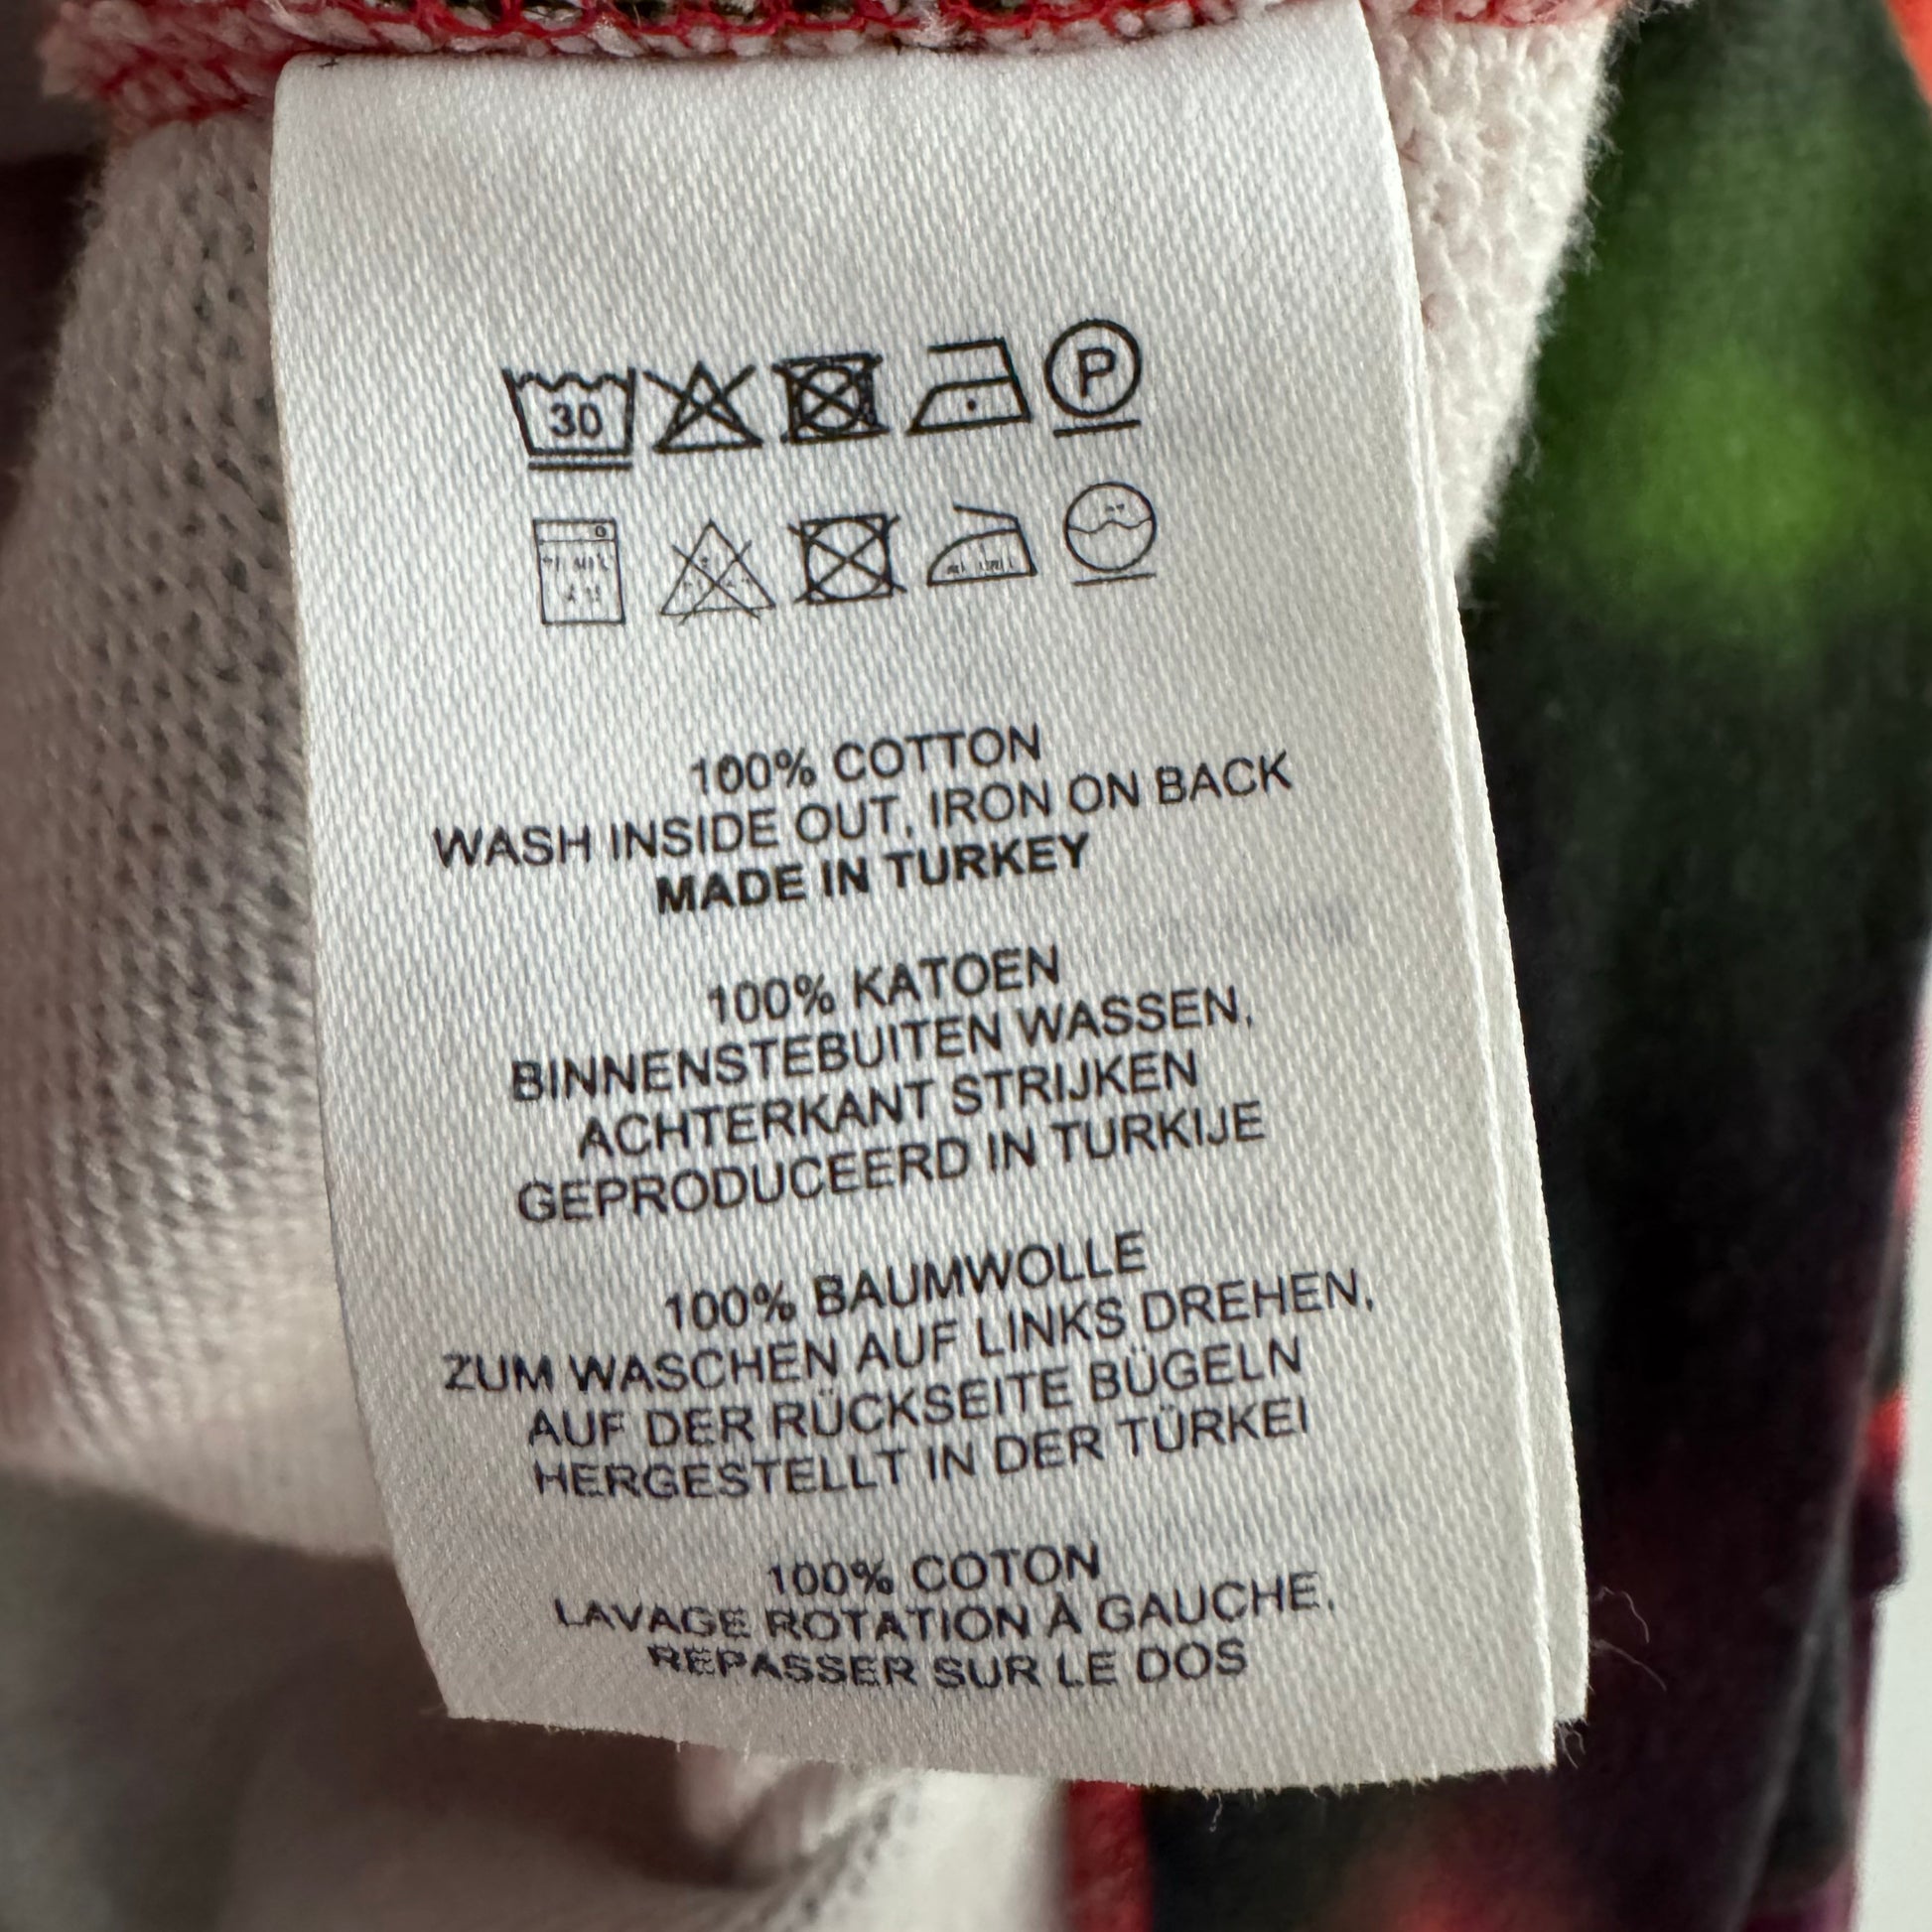 30
P
100% COTTON
WASH INSIDE OUT, IRON ON BACK
MADE IN TURKEY
100% KATOEN
BINNENSTEBUITEN WASSEN,
ACHTERKANT STRIJKEN
GEPRODUCEERD IN TURKIJE
100% BAUMWOLLE
ZUM WASCHEN AUF LINKS DREHEN,
AUF DER RÜCKSEITE BÜGELN
HERGESTELLT IN DER TÜRKEI
100% COTON
LAVAGE ROTATION À GAUCHE,
REPASSER SUR LE DOS